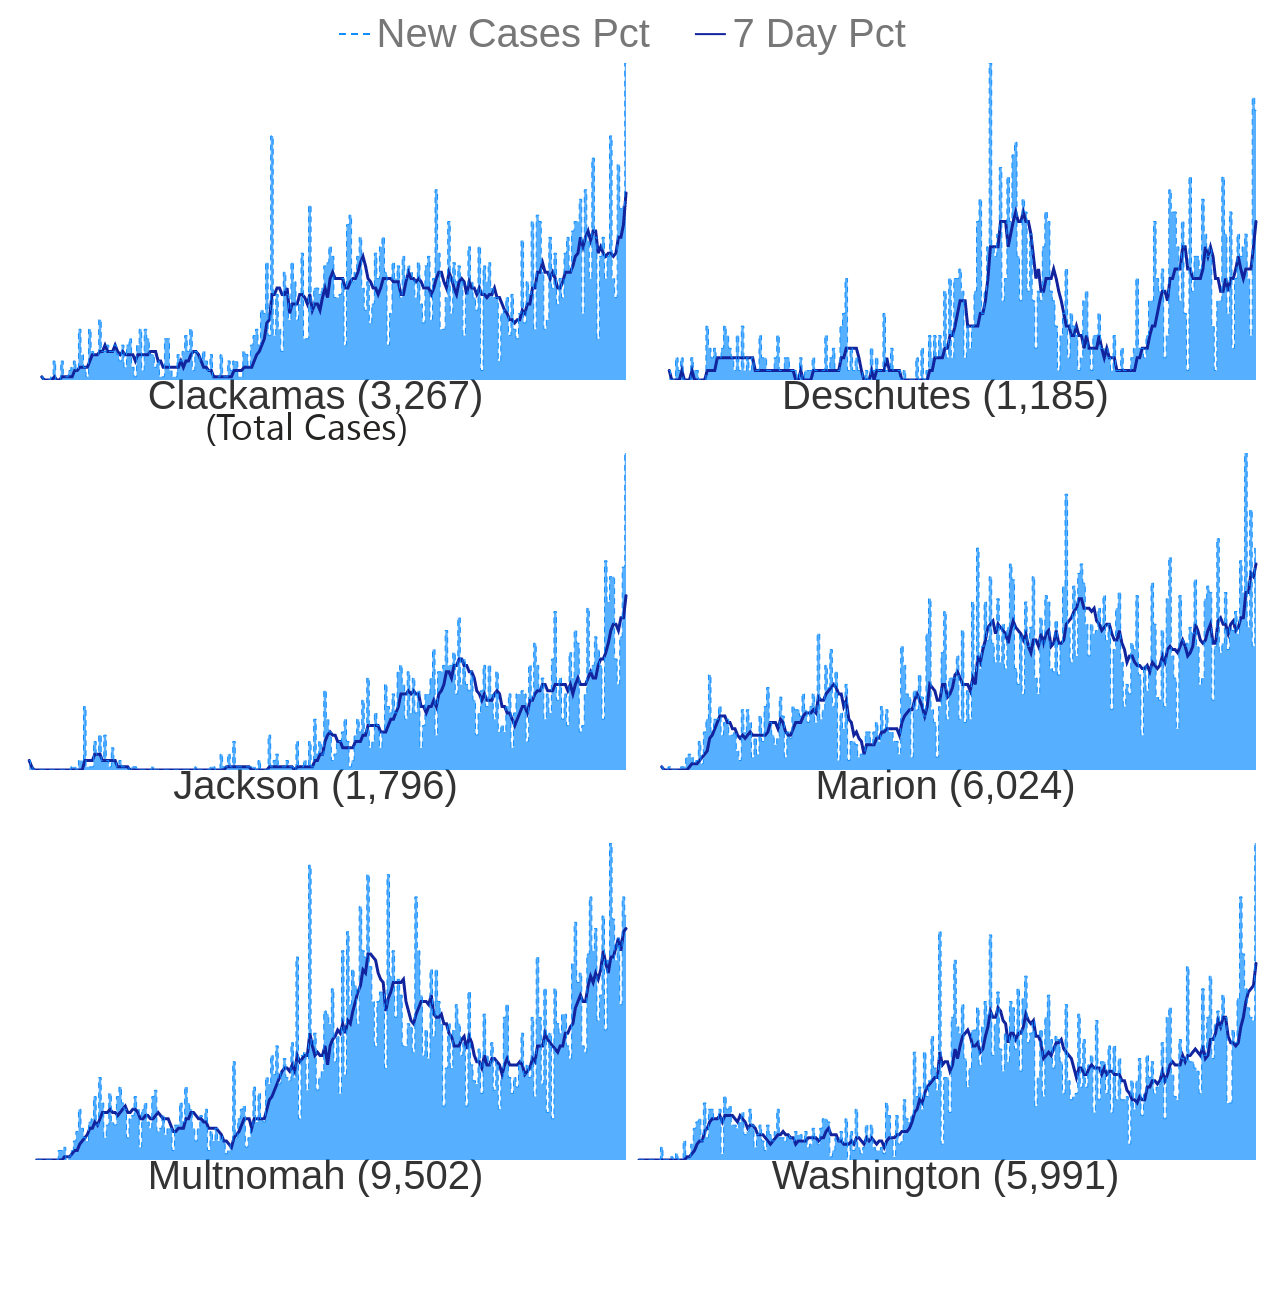 New Cases Pct 7 Day Pct
Clackamas (3,267) Deschutes (1,185)
(Total Cases)
Jackson (1,796) Marion (6,024)
Multnomah (9,502) Washington (5,991)